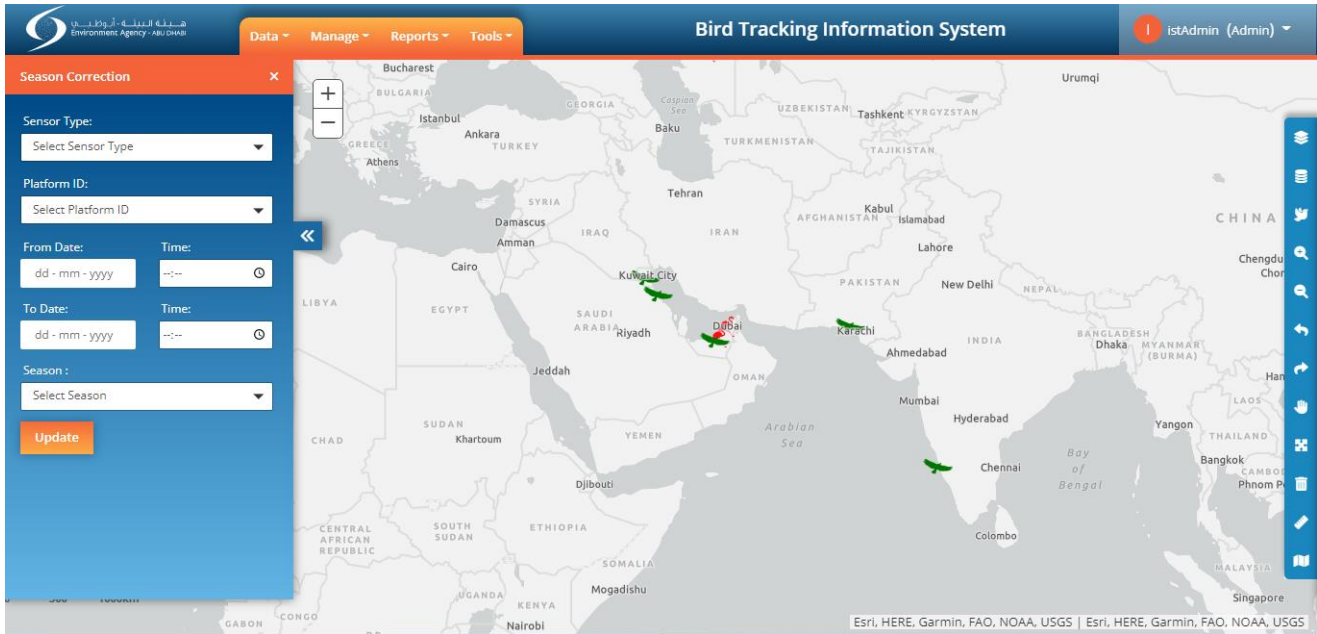 هيئة البيئة - أبوظبي
Environment Agency - ABU DHABI
Data
Manage
Reports
Tools
Bird Tracking Information System
I
istAdmin (Admin)
Season Correction
×
Sensor Type:
Select Sensor Type
Platform ID:
Select Platform ID
From Date:
Time:
dd - mm - yyyy
--:--
To Date:
Time:
dd - mm - yyyy
--:--
Season :
Select Season
Update
+
−
Bucharest
BULGARIA
Istanbul
GREECE
Athens
Ankara
TURKEY
GEORGIA
Caspian
Sea
Baku
UZBEKISTAN
Tashkent
KYRGYZSTAN
Urumqi
TURKMENISTAN
TAJIKISTAN
Tehran
SYRIA
Damascus
IRAQ
IRAN
Kabul
AFGHANISTAN
Islamabad
CHINA
Amman
Lahore
Chengdu
Chon
Cairo
Kuwait City
PAKISTAN
New Delhi
NEPAL
LIBYA
EGYPT
SAUDI
ARABIA
Riyadh
Dubai
Karachi
INDIA
BANGLADESH
Dhaka
MYANMAR
(BURMA)
Ahmedabad
Jeddah
OMAN
Han
LAOS
Mumbai
Hyderabad
SUDAN
Khartoum
CHAD
YEMEN
Arabian
Sea
Yangon
THAILAND
Bay
of
Bengal
Chennai
Bangkok
CAMBOD
Phnom Pe
Djibouti
CENTRAL
AFRICAN
REPUBLIC
SOUTH
SUDAN
ETHIOPIA
Colombo
SOMALIA
MALAYSIA
Mogadishu
UGANDA
KENYA
Singapore
GABON
CONGO
Nairobi
Esri, HERE, Garmin, FAO, NOAA, USGS | Esri, HERE, Garmin, FAO, NOAA, USGS